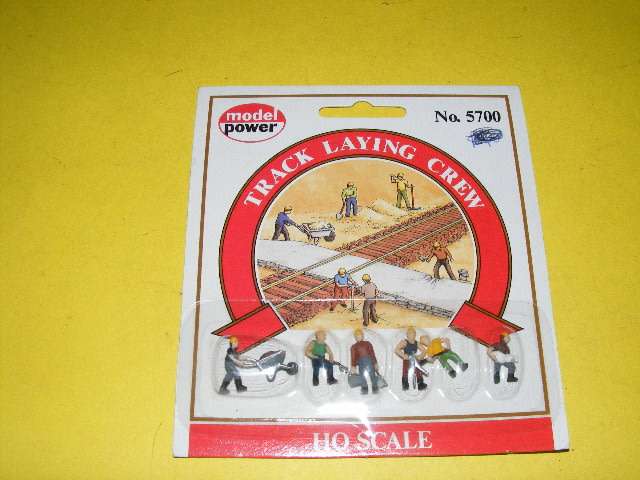 model
power
No. 5700
TRACK LAYING CREW
HO SCALE